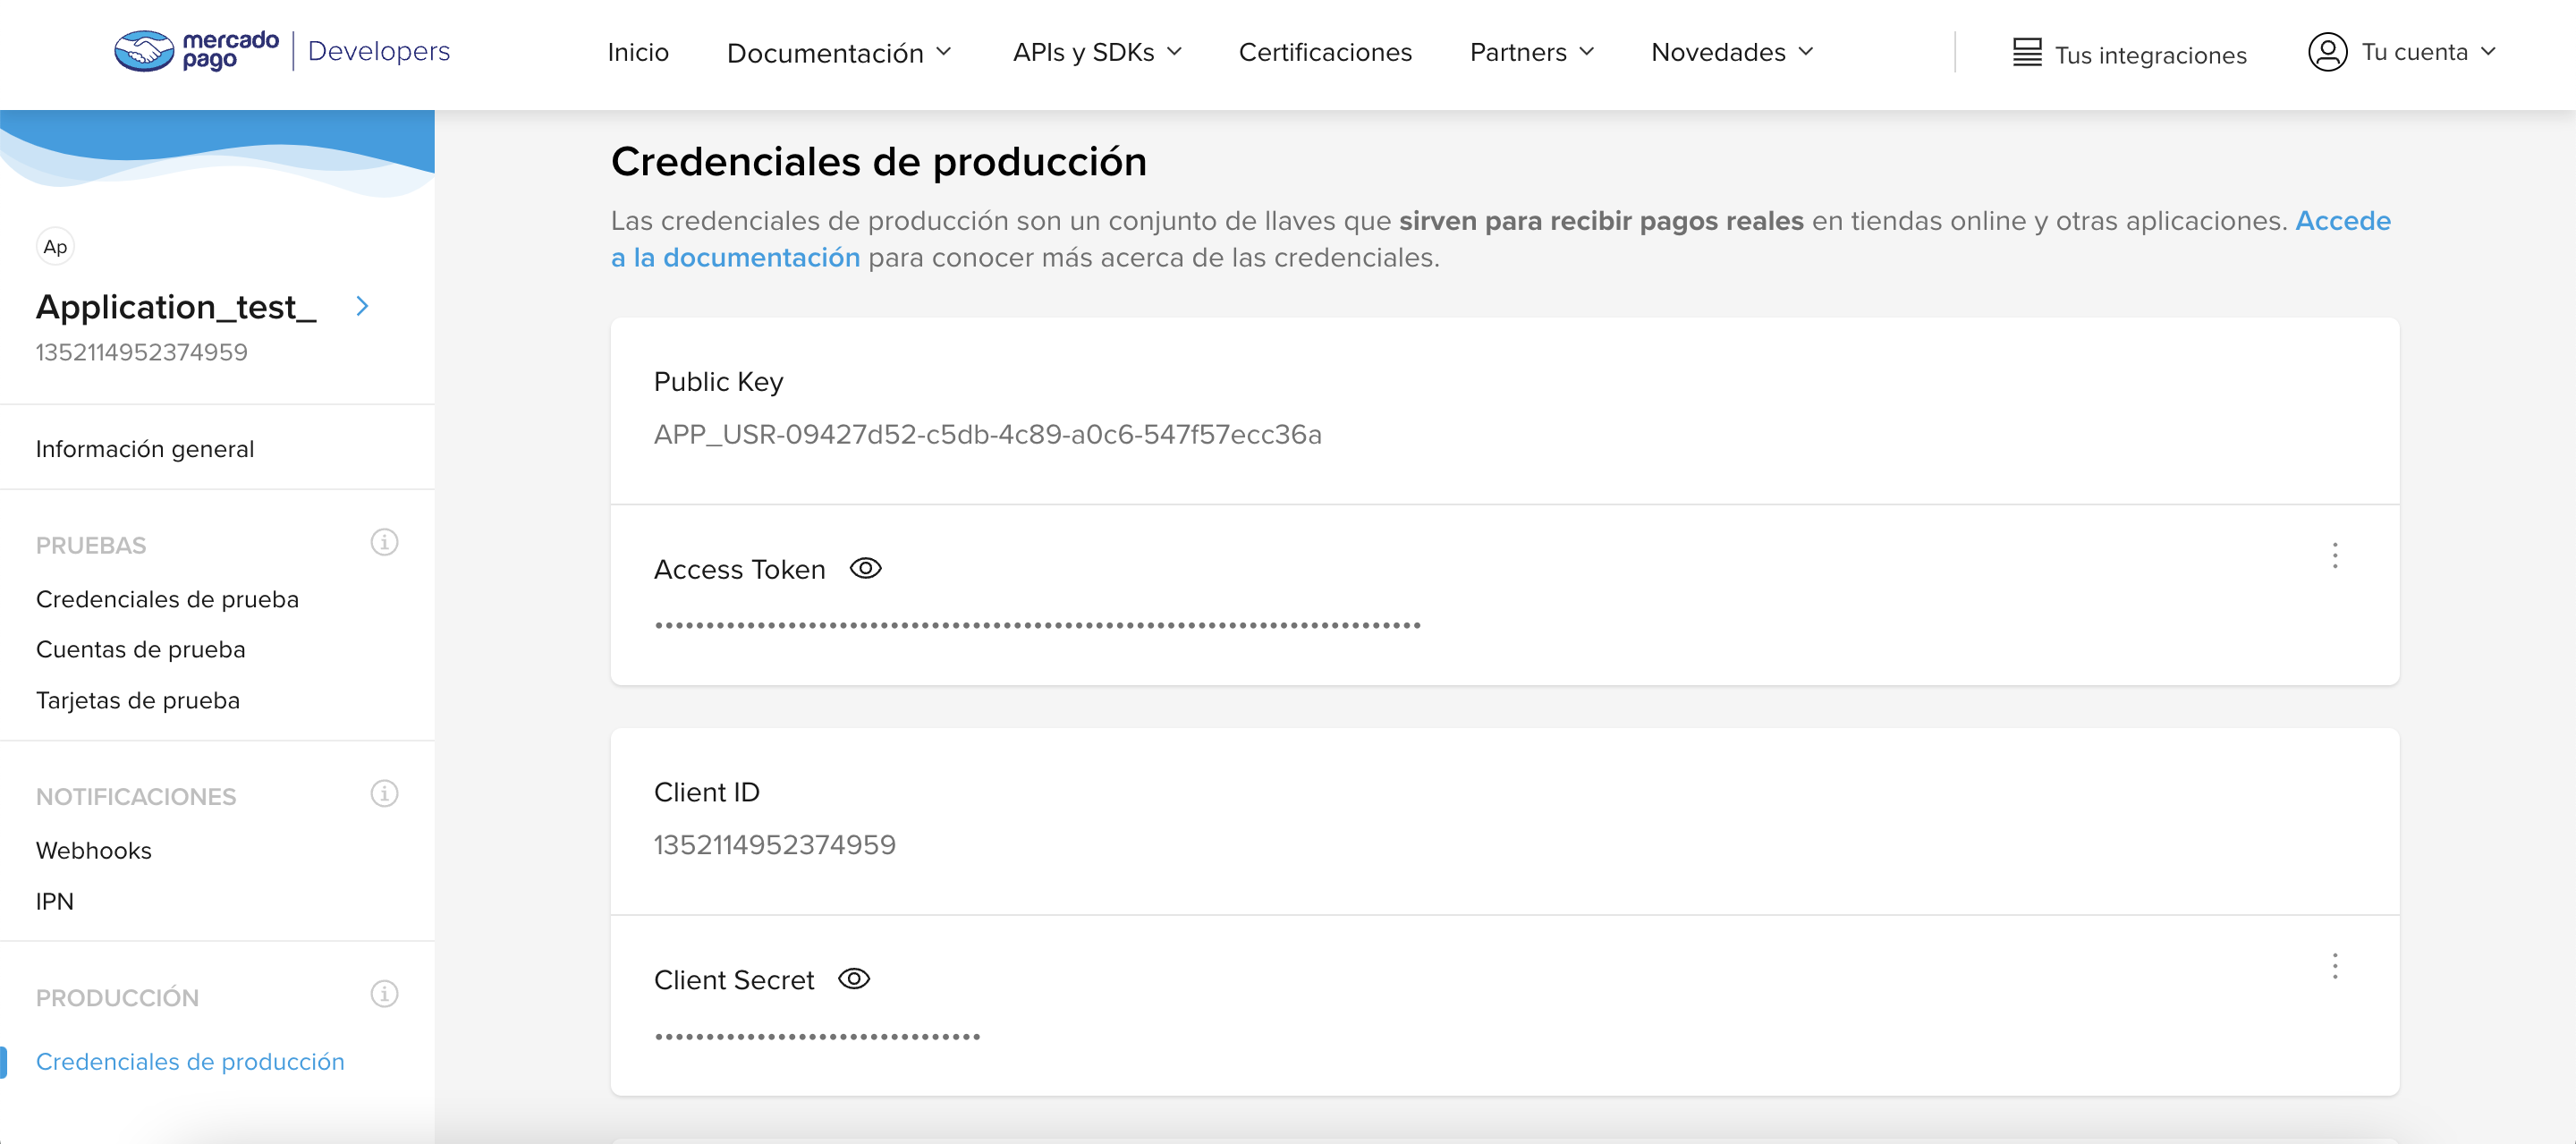 mercado pago | Developers
Inicio
Documentación
APIs y SDKs
Certificaciones
Partners
Novedades
Tus integraciones
Tu cuenta
Ap
Application_test_
1352114952374959
Información general
PRUEBAS
Credenciales de prueba
Cuentas de prueba
Tarjetas de prueba
NOTIFICACIONES
Webhooks
IPN
PRODUCCIÓN
Credenciales de producción
Credenciales de producción
Las credenciales de producción son un conjunto de llaves que sirven para recibir pagos reales en tiendas online y otras aplicaciones. Accede
a la documentación para conocer más acerca de las credenciales.
Public Key
APP_USR-09427d52-c5db-4c89-a0c6-547f57ecc36a
Access Token
Client ID
1352114952374959
Client Secret